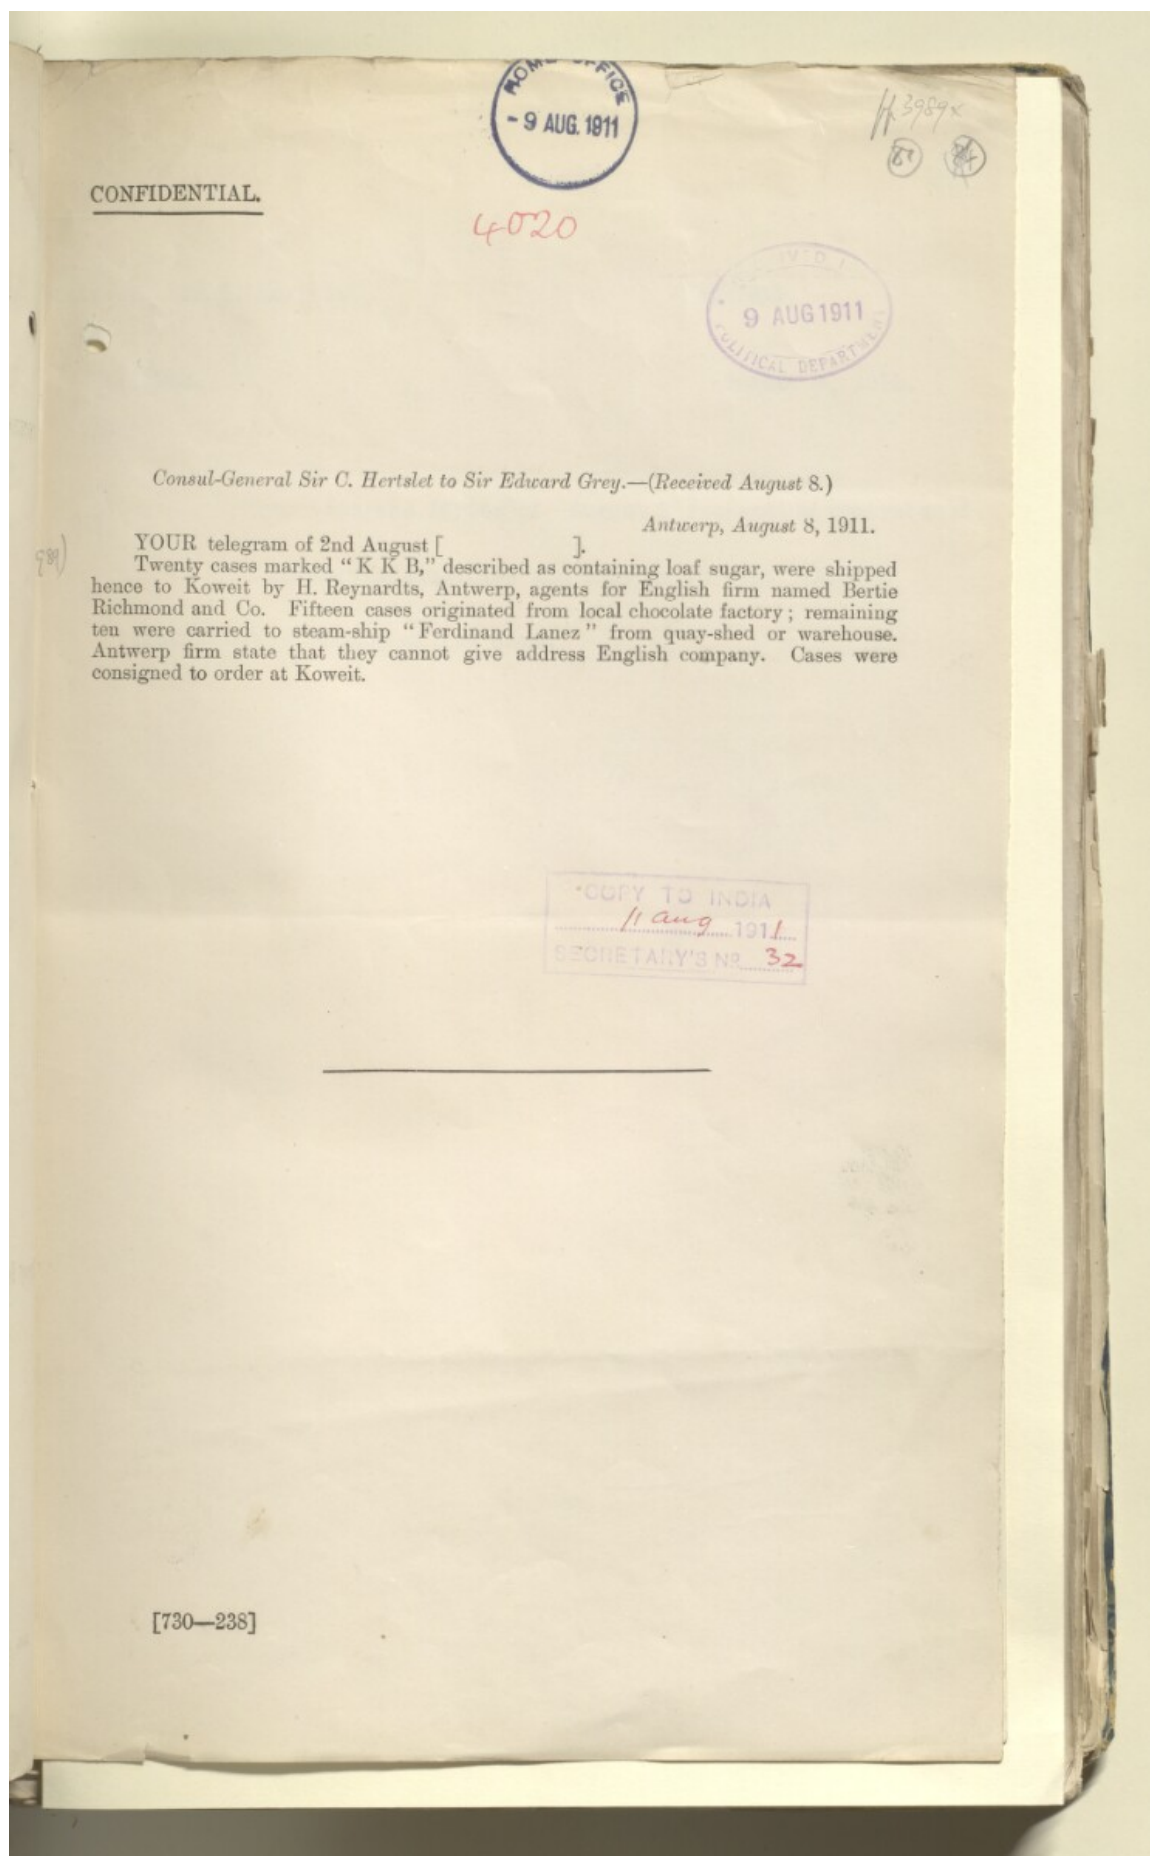 HOME OFFICE
- 9 AUG. 1911
3989
CONFIDENTIAL.
4020
9 AUG 1911
POLITICAL DEPARTMENT
Consul-General Sir C. Hertslet to Sir Edward Grey.—(Received August 8.)
Antwerp, August 8, 1911.
YOUR telegram of 2nd August [ ].
Twenty cases marked “K K B,” described as containing loaf sugar, were shipped
hence to Koweit by H. Reynardts, Antwerp, agents for English firm named Bertie
Richmond and Co. Fifteen cases originated from local chocolate factory; remaining
ten were carried to steam-ship “Ferdinand Lanez” from quay-shed or warehouse.
Antwerp firm state that they cannot give address English company. Cases were
consigned to order at Koweit.
COPY TO INDIA
11 Aug 1911
SECRETARY'S No 32
[730—238]